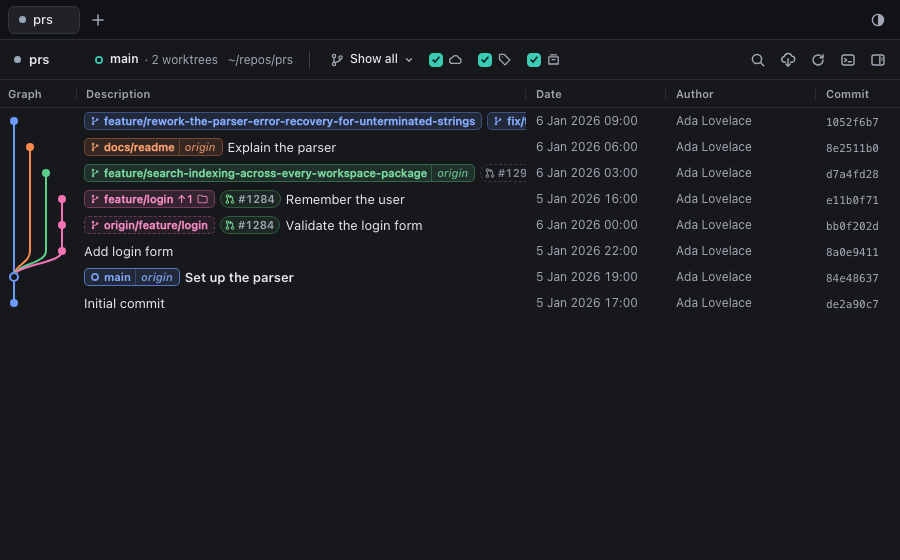 prs
prs main · 2 worktrees ~/repos/prs Show all
Graph Description Date Author Commit
feature/rework-the-parser-error-recovery-for-unterminated-strings 6 Jan 2026 09:00 Ada Lovelace 1052f6b7
docs/readme origin Explain the parser 6 Jan 2026 06:00 Ada Lovelace 8e2511b0
feature/search-indexing-across-every-workspace-package origin #129 6 Jan 2026 03:00 Ada Lovelace d7a4fd28
feature/login ↑1 #1284 Remember the user 5 Jan 2026 16:00 Ada Lovelace e11b0f71
origin/feature/login #1284 Validate the login form 6 Jan 2026 00:00 Ada Lovelace bb0f202d
Add login form 5 Jan 2026 22:00 Ada Lovelace 8a0e9411
main origin Set up the parser 5 Jan 2026 19:00 Ada Lovelace 84e48637
Initial commit 5 Jan 2026 17:00 Ada Lovelace de2a90c7